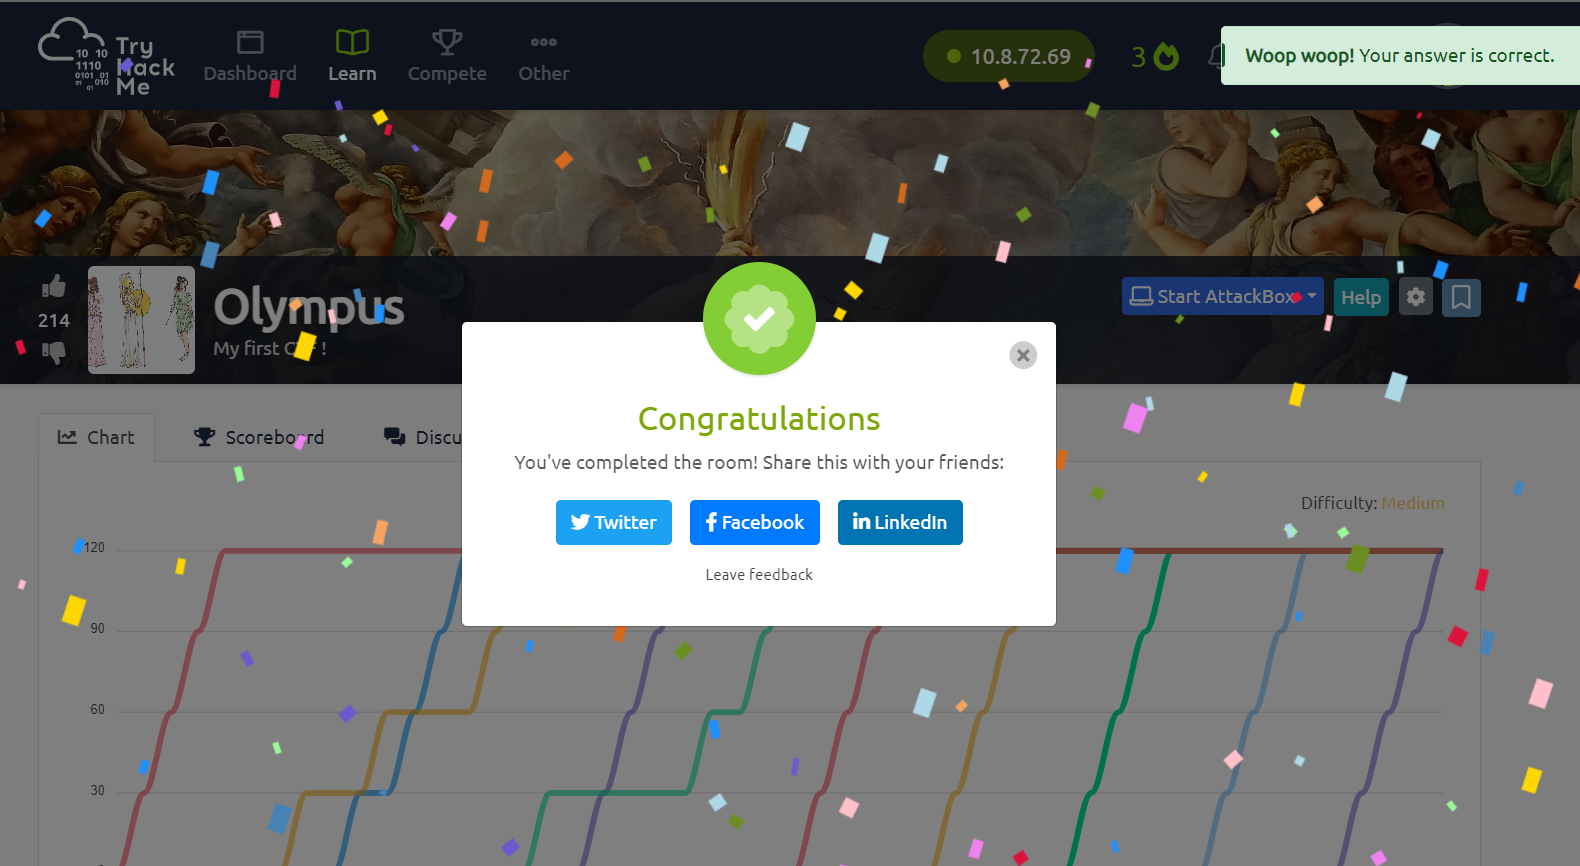 Try
Hack
Me
10 10
1110
0101 01
01 010
01
Dashboard
Learn
Compete
Other
10.8.72.69
3
Woop woop! Your answer is correct.
214
Olympus
My first CTF !
Start AttackBox
Help
Congratulations
You've completed the room! Share this with your friends:
Twitter
Facebook
LinkedIn
Leave feedback
Chart
Scoreboard
Discu
Difficulty: Medium
120
90
60
30